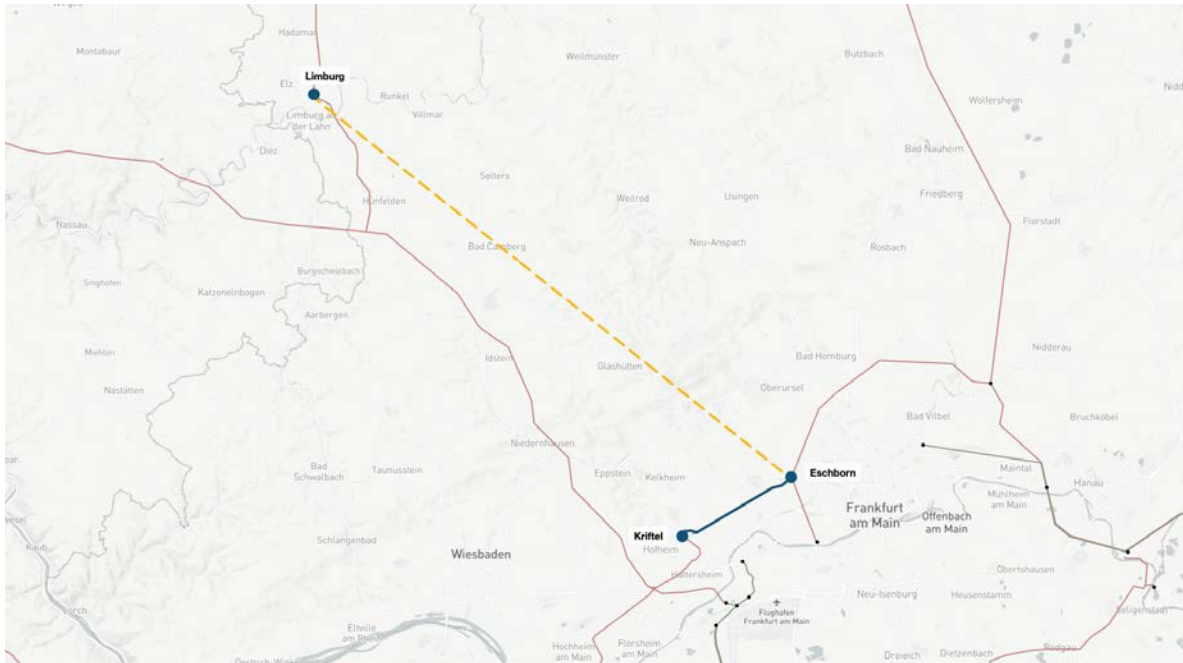 Hadamar
Montabaur
Weilmünster
Butzbach
Limburg
Elz
Runkel
Wölfersheim
Limburg an
der Lahn
Villmar
Diez
Bad Nauheim
Selters
Friedberg
Hünfelden
Weilrod
Usingen
Nassau
Florstadt
Bad Camberg
Neu-Anspach
Rosbach
Burgschwalbach
Singhofen
Katzenelnbogen
Aarbergen
Nidderau
Miehlen
Idstein
Bad Homburg
Glashütten
Nastätten
Oberursel
Bad Vilbel
Bruchköbel
Niedernhausen
Bad
Schwalbach
Taunusstein
Eppstein
Kelkheim
Eschborn
Maintal
Hanau
Mühlheim
am Main
Frankfurt
am Main
Offenbach
am Main
Kriftel
Schlangenbad
Kaub
Wiesbaden
Hofheim
Hattersheim
Obertshausen
Neu-Isenburg
Heusenstamm
Lorch
Flughafen
Frankfurt am Main
Seligenstadt
Eltville
am Rhein
Hochheim
am Main
Flörsheim
am Main
Dreieich
Dietzenbach
Rodgau